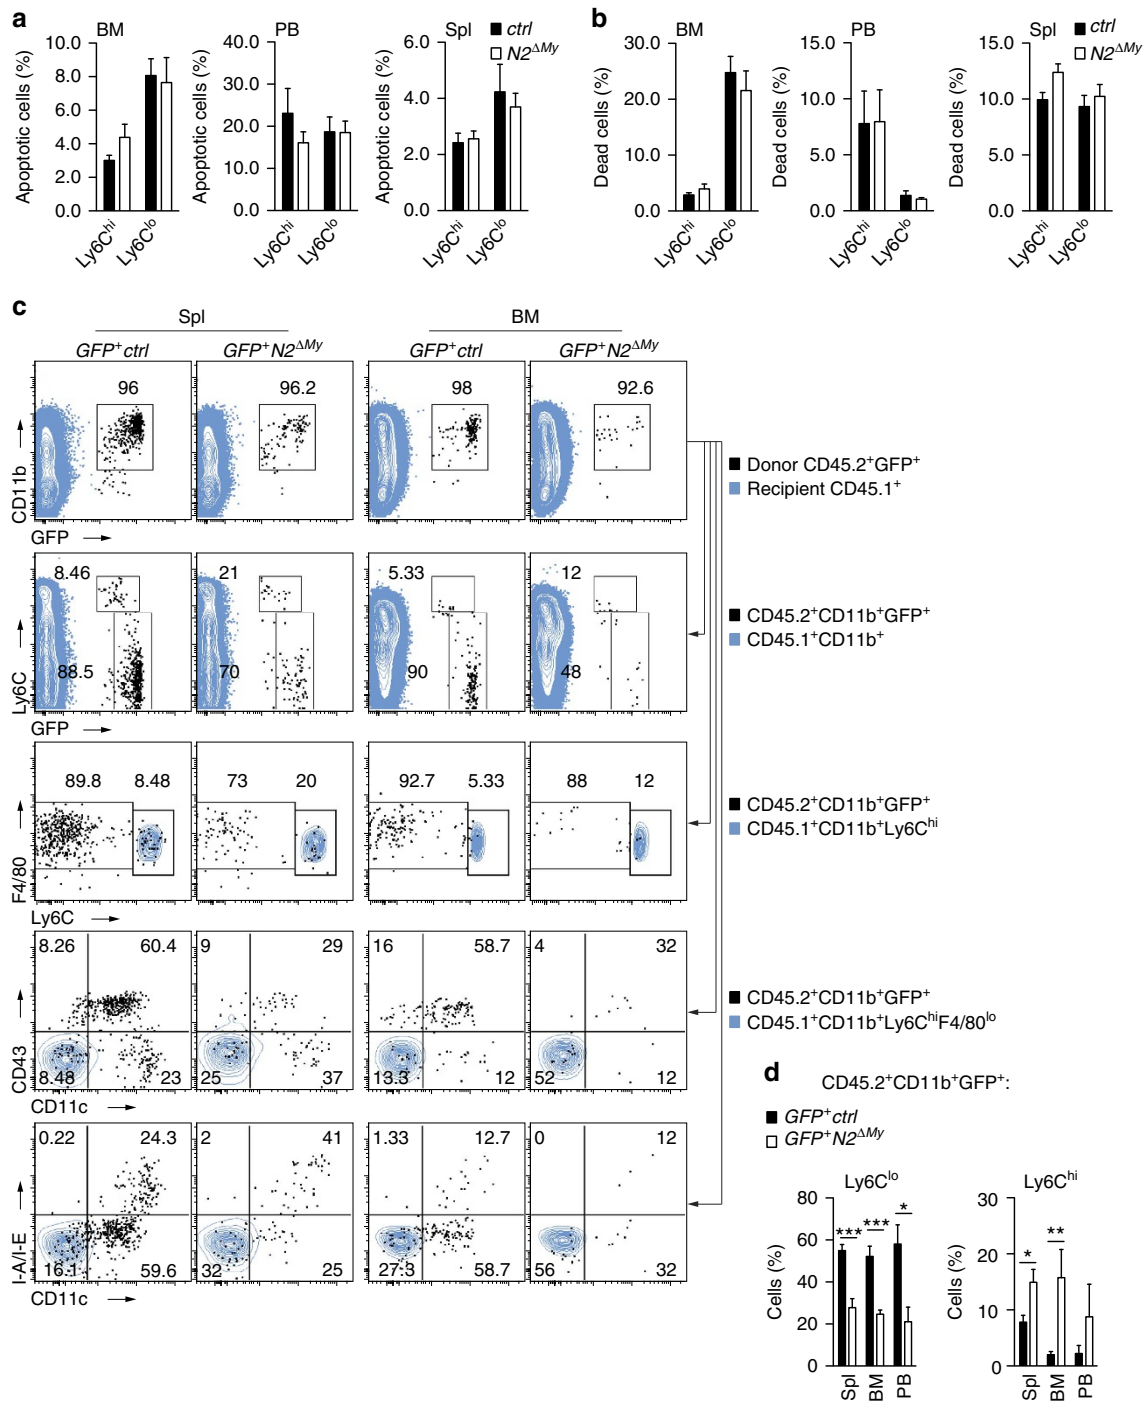 a
BM
PB
Spl
ctrl
N2ΔMy
Apoptotic cells (%)
10.0
8.0
6.0
4.0
2.0
0.0
Ly6Chi
Ly6Clo
Apoptotic cells (%)
40.0
30.0
20.0
10.0
0.0
Ly6Chi
Ly6Clo
Apoptotic cells (%)
6.0
4.0
2.0
0.0
Ly6Chi
Ly6Clo
b
BM
PB
Spl
ctrl
N2ΔMy
Dead cells (%)
30.0
20.0
10.0
0.0
Ly6Chi
Ly6Clo
Dead cells (%)
15.0
10.0
5.0
0.0
Ly6Chi
Ly6Clo
Dead cells (%)
15.0
10.0
5.0
0.0
Ly6Chi
Ly6Clo
c
Spl
BM
GFP+ctrl
GFP+N2ΔMy
GFP+ctrl
GFP+N2ΔMy
96
96.2
98
92.6
CD11b
GFP
Donor CD45.2+GFP+
Recipient CD45.1+
8.46
21
5.33
12
88.5
70
90
48
Ly6C
GFP
CD45.2+CD11b+GFP+
CD45.1+CD11b+
89.8 8.48
73 20
92.7 5.33
88 12
F4/80
Ly6C
CD45.2+CD11b+GFP+
CD45.1+CD11b+Ly6Chi
8.26 60.4
9 29
16 58.7
4 32
8.48 23
25 37
13.3 12
52 12
CD43
CD11c
CD45.2+CD11b+GFP+
CD45.1+CD11b+Ly6ChiF4/80lo
0.22 24.3
2 41
1.33 12.7
0 12
16.1 59.6
32 25
27.3 58.7
56 32
I-A/I-E
CD11c
d
CD45.2+CD11b+GFP+:
GFP+ctrl
GFP+N2ΔMy
Ly6Clo
Cells (%)
80
60
40
20
0
***
***
*
Spl
BM
PB
Ly6Chi
Cells (%)
30
20
10
0
*
**
Spl
BM
PB